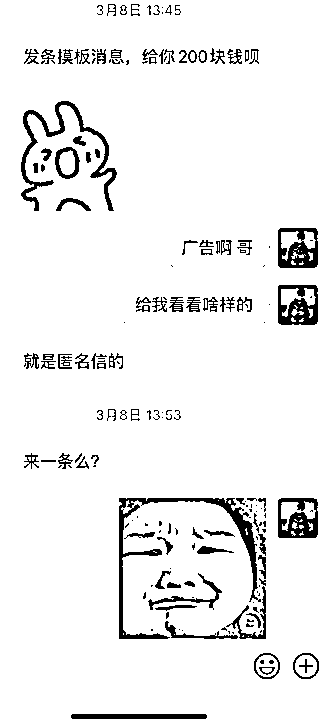 3月8日 13:45
发条摸板消息，给你200块钱呗
广告啊 哥
给我看看啥样的
就是匿名信的
3月8日 13:53
来一条么？